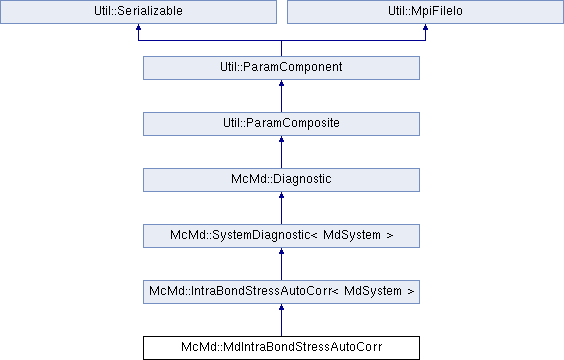 Util::Serializable
Util::MpiFileIo
Util::ParamComponent
Util::ParamComposite
McMd::Diagnostic
McMd::SystemDiagnostic< MdSystem >
McMd::IntraBondStressAutoCorr< MdSystem >
McMd::MdIntraBondStressAutoCorr